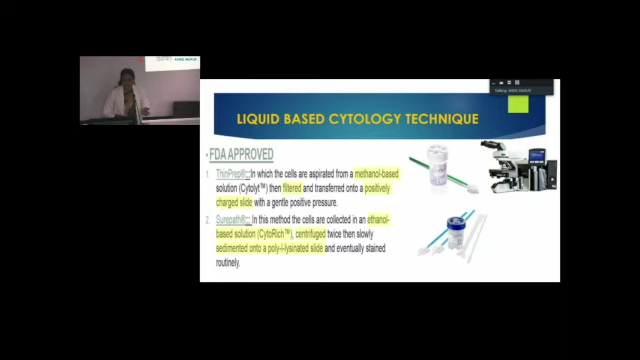 LIQUID BASED CYTOLOGY TECHNIQUE
• FDA APPROVED
1. ThinPrep®::: In which the cells are aspirated from a methanol-based
solution (Cytolyt™) then filtered and transferred onto a positively
charged slide with a gentle positive pressure.
2. Surepath®::: In this method the cells are collected in an ethanol-
based solution (CytoRich™), centrifuged twice then slowly
sedimented onto a poly-l-lysinated slide and eventually stained
routinely.